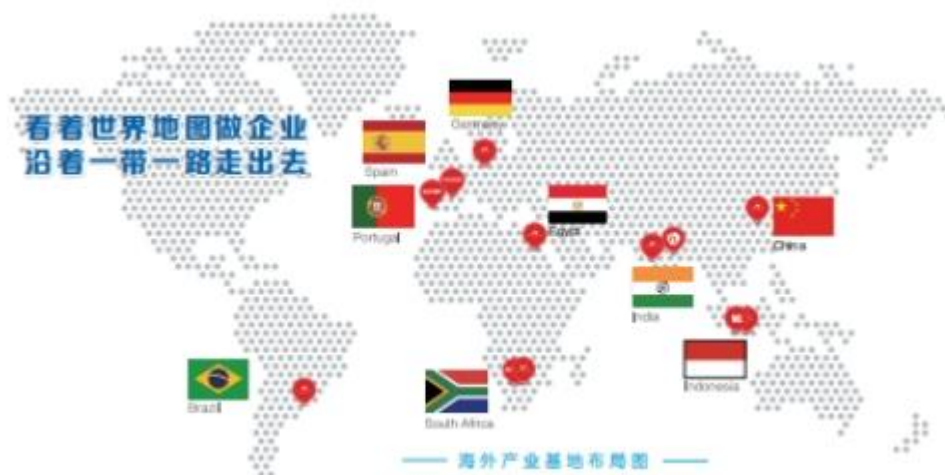 看着世界地图做企业
沿着一带一路走出去
Germany
Spain
Portugal
Egypt
China
India
Indonesia
Brazil
South Africa
海外产业基地布局图